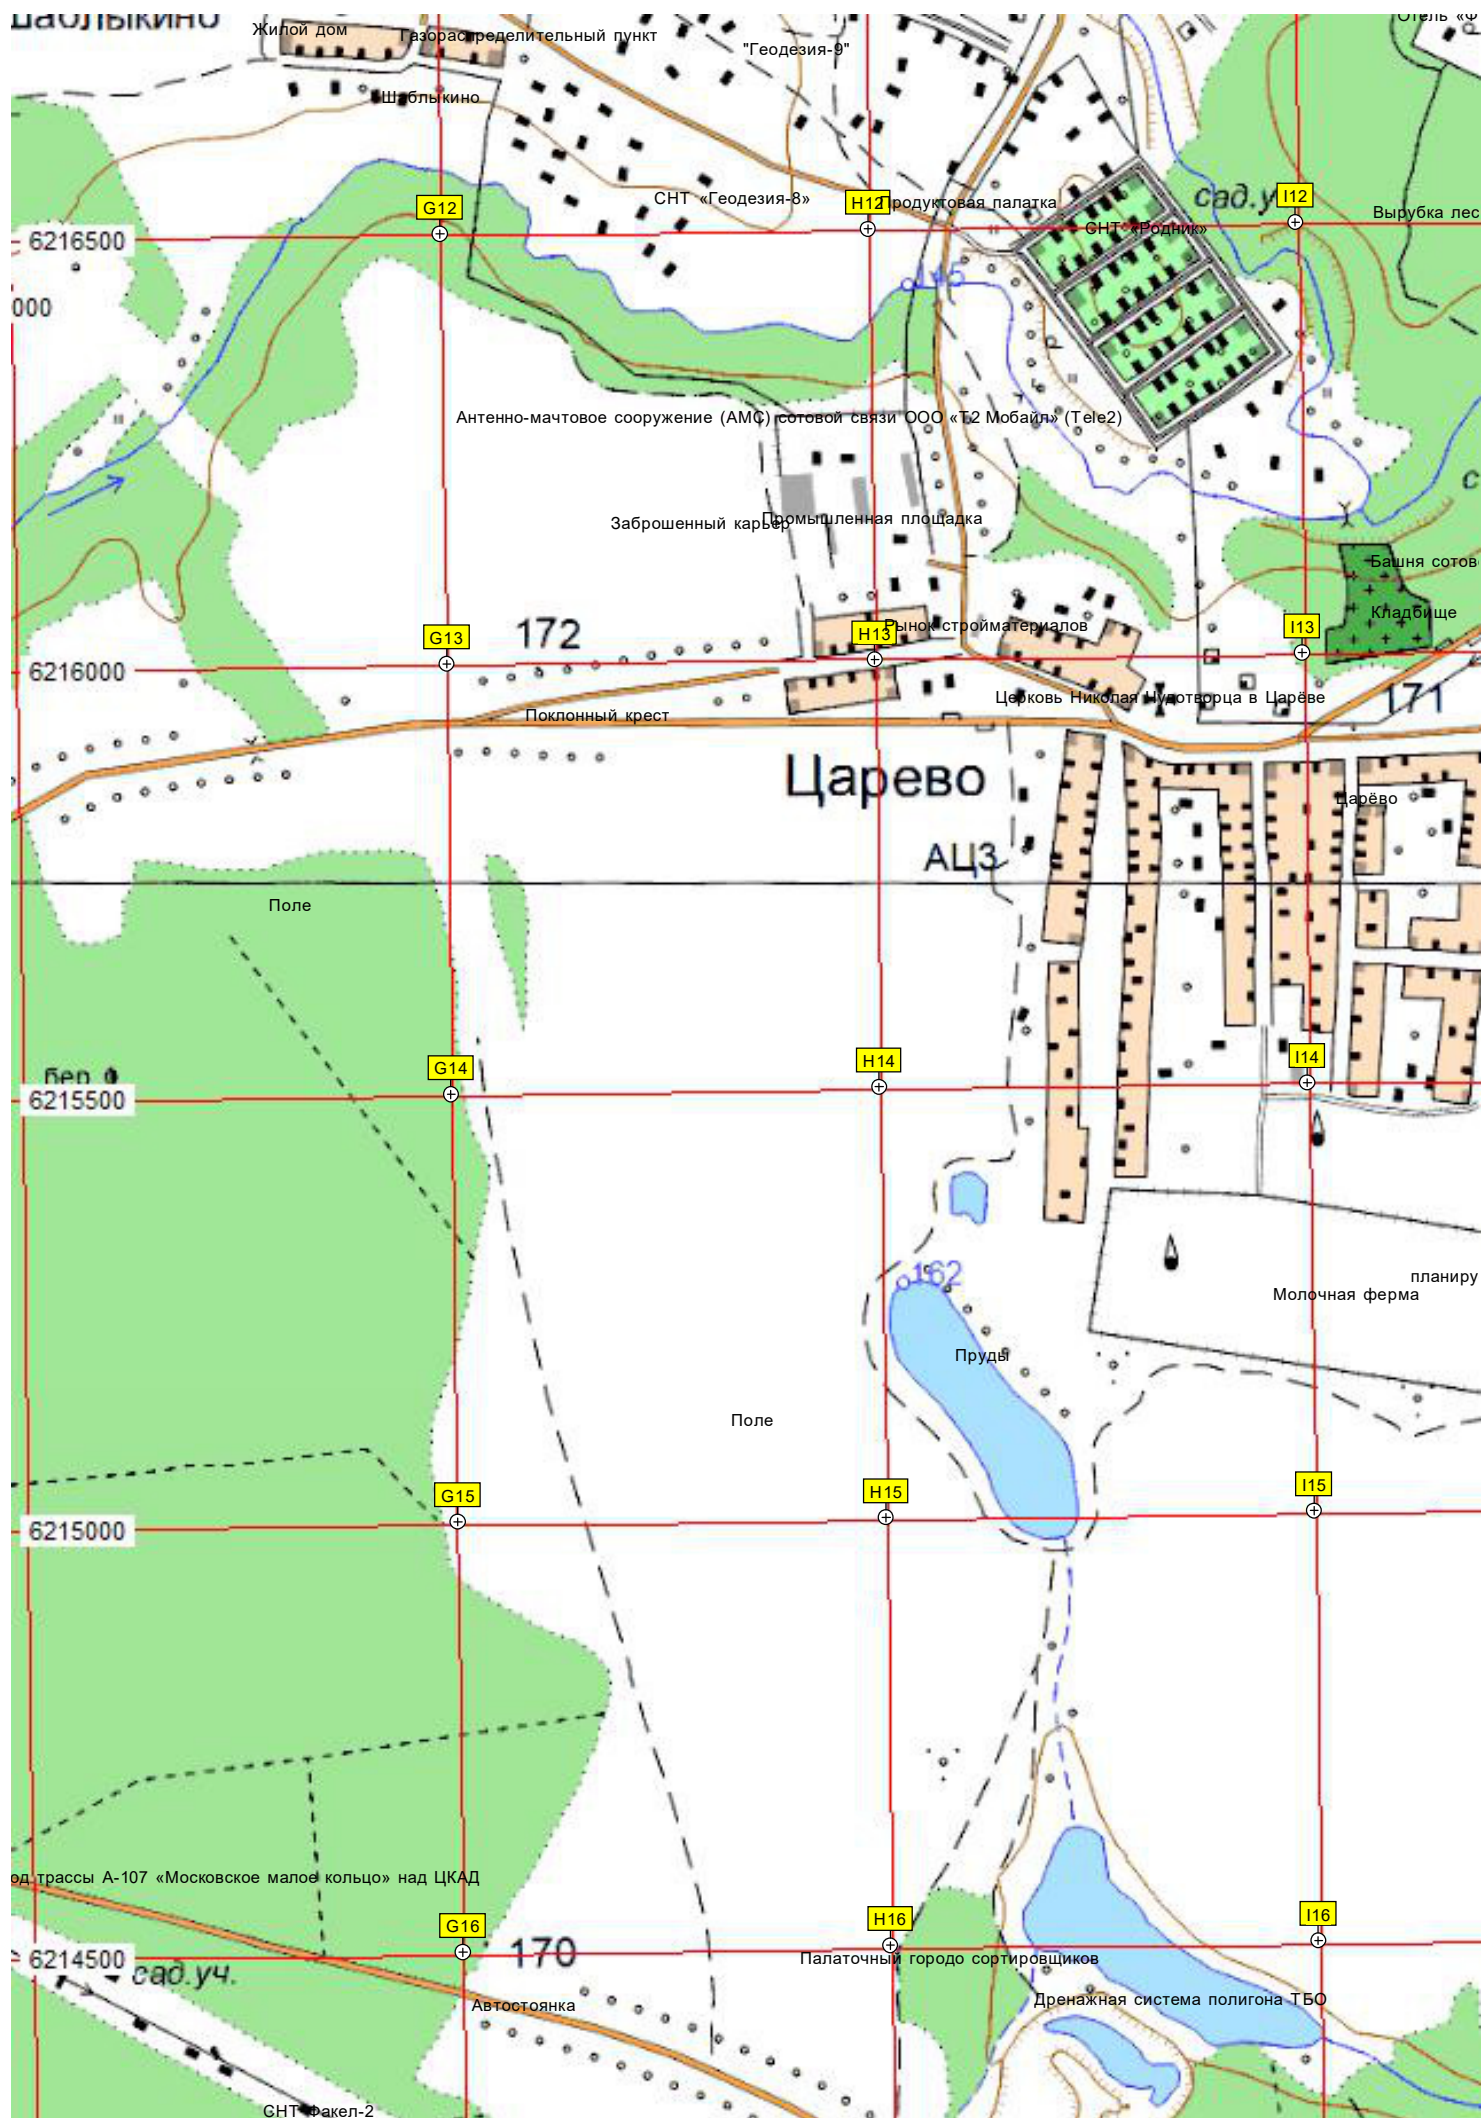 Шаблыкино
Жилой дом
Газораспределительный пункт
"Геодезия-9"
Отель «Ф
Шаблыкино
СНТ «Геодезия-8»
G12
H12
Продуктовая палатка
сад.у
I12
Вырубка лес
6216500
СНТ «Родник»
145
000
Антенно-мачтовое сооружение (АМС) сотовой связи ООО «Т2 Мобайл» (Tele2)
с
Заброшенный карьер
Промышленная площадка
Башня сотов
Кладбище
G13
172
H13
Рынок стройматериалов
I13
6216000
Поклонный крест
Церковь Николая Чудотворца в Царёве
171
Царево
Царёво
АЦЗ
Поле
G14
H14
I14
бер.
6215500
162
планиру
Молочная ферма
Пруды
Поле
G15
H15
I15
6215000
од трассы А-107 «Московское малое кольцо» над ЦКАД
G16
H16
I16
170
6214500
Палаточный городо сортировщиков
сад.уч.
Автостоянка
Дренажная система полигона ТБО
СНТ Факел-2